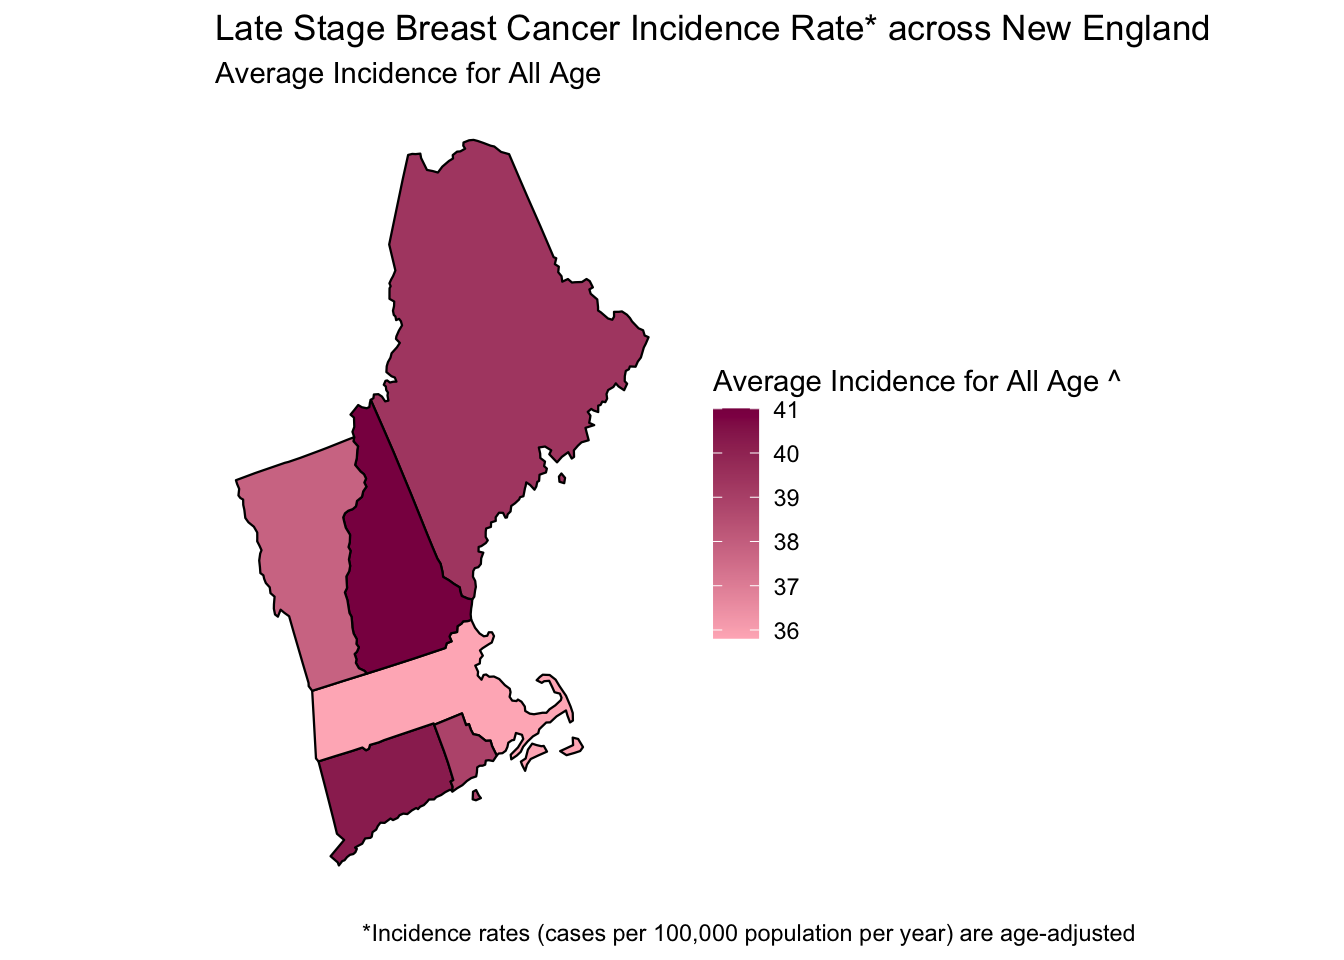 Late Stage Breast Cancer Incidence Rate* across New England
Average Incidence for All Age
Average Incidence for All Age ^
41
40
39
38
37
36
*Incidence rates (cases per 100,000 population per year) are age-adjusted